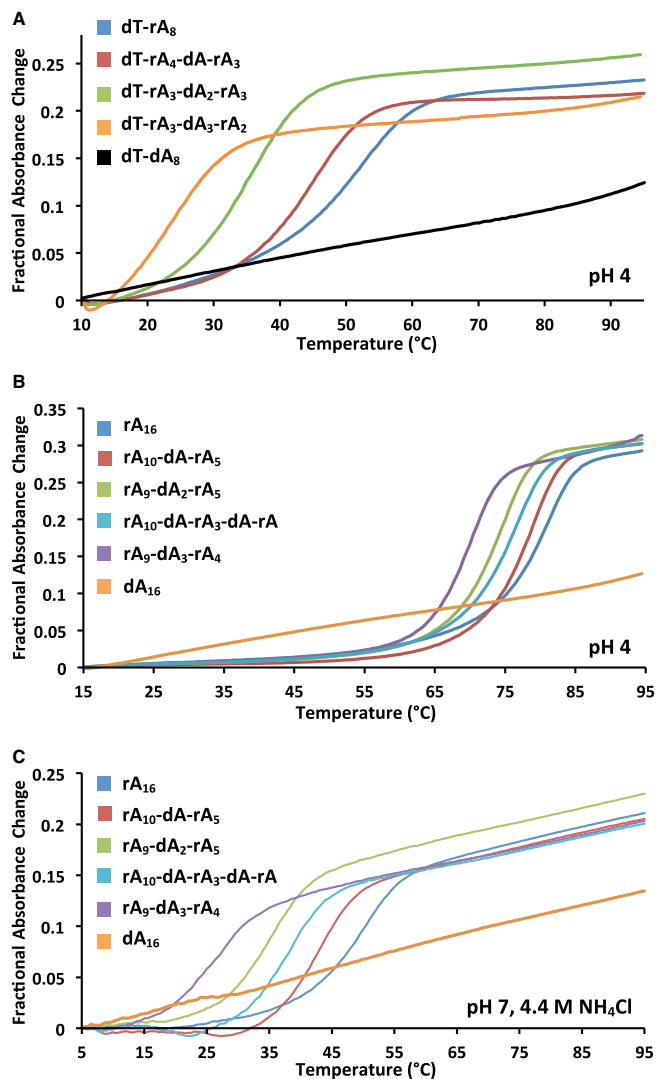 A
dT-rA₈
dT-rA₄-dA-rA₃
dT-rA₃-dA₂-rA₃
dT-rA₃-dA₃-rA₂
dT-dA₈
Fractional Absorbance Change
0.25
0.2
0.15
0.1
0.05
0
10 20 30 40 50 60 70 80 90
Temperature (°C)
pH 4
B
rA₁₆
rA₁₀-dA-rA₅
rA₉-dA₂-rA₅
rA₁₀-dA-rA₃-dA-rA
rA₉-dA₃-rA₄
dA₁₆
Fractional Absorbance Change
0.35
0.3
0.25
0.2
0.15
0.1
0.05
0
15 25 35 45 55 65 75 85 95
Temperature (°C)
pH 4
C
rA₁₆
rA₁₀-dA-rA₅
rA₉-dA₂-rA₅
rA₁₀-dA-rA₃-dA-rA
rA₉-dA₃-rA₄
dA₁₆
Fractional Absorbance Change
0.25
0.2
0.15
0.1
0.05
0
5 15 25 35 45 55 65 75 85 95
Temperature (°C)
pH 7, 4.4 M NH₄Cl